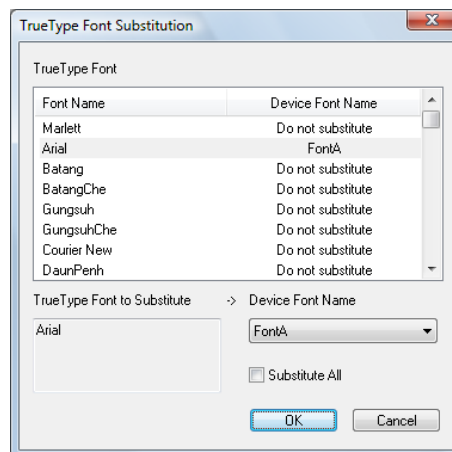 TrueType Font Substitution
TrueType Font
Font Name Device Font Name
Marlett Do not substitute
Arial FontA
Batang Do not substitute
BatangChe Do not substitute
Gungsuh Do not substitute
GungsuhChe Do not substitute
Courier New Do not substitute
DaunPenh Do not substitute
TrueType Font to Substitute -> Device Font Name
Arial FontA
Substitute All
OK Cancel